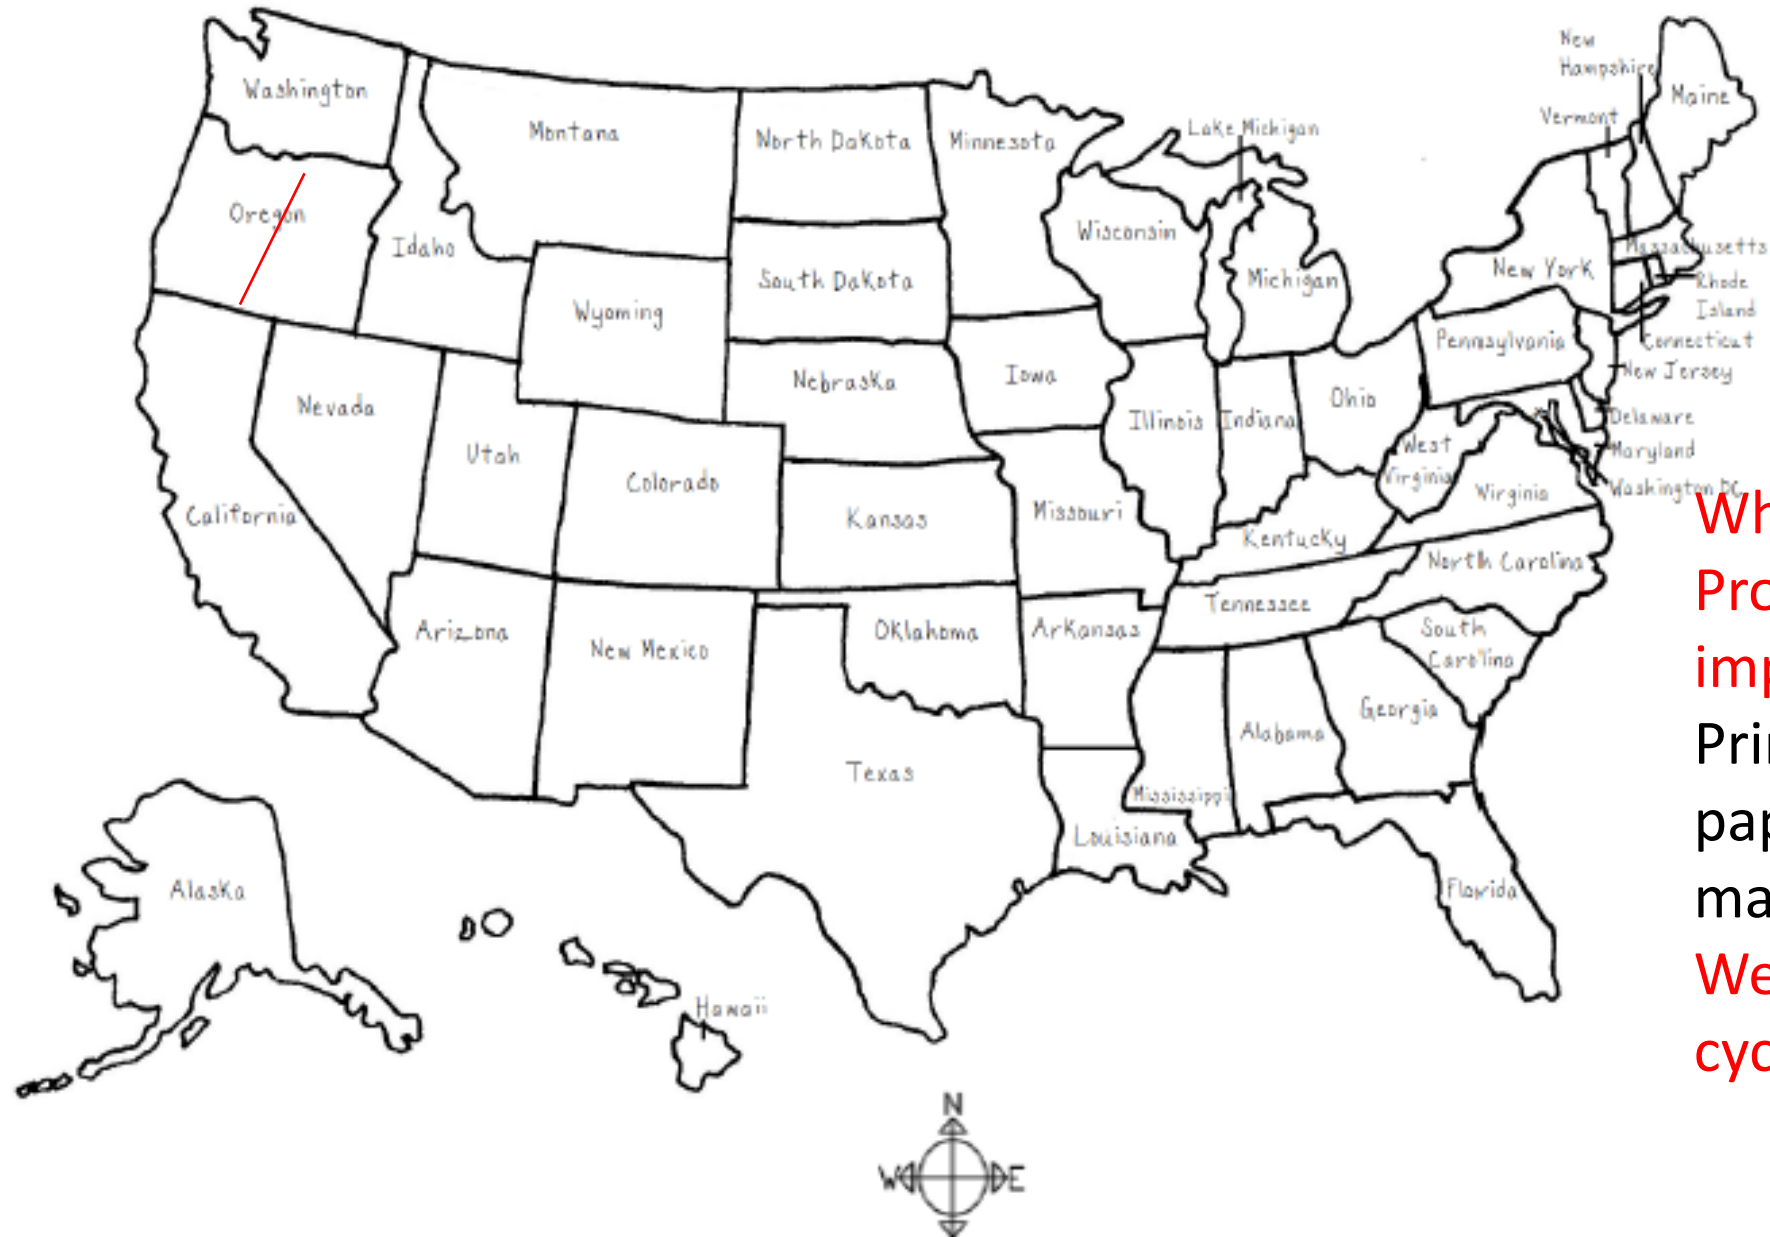 New
Hampshire
Maine
Vermont
Washington
Montana
North Dakota
Minnesota
Lake Michigan
Oregon
Idaho
Wisconsin
Massachusetts
New York
Michigan
South Dakota
Rhode
Island
Wyoming
Connecticut
Pennsylvania
New Jersey
Nebraska
Iowa
Ohio
Nevada
Illinois
Indiana
Delaware
Utah
West
Virginia
Maryland
Colorado
Washington DC
Virginia
California
Kansas
Missouri
Kentucky
North Carolina
Tennessee
Arizona
New Mexico
Oklahoma
Arkansas
South
Carolina
Georgia
Alabama
Texas
Mississippi
Louisiana
Alaska
Florida
Hawaii
N
W E
Wh
Pro
imp
Prin
pap
ma
We
cyc